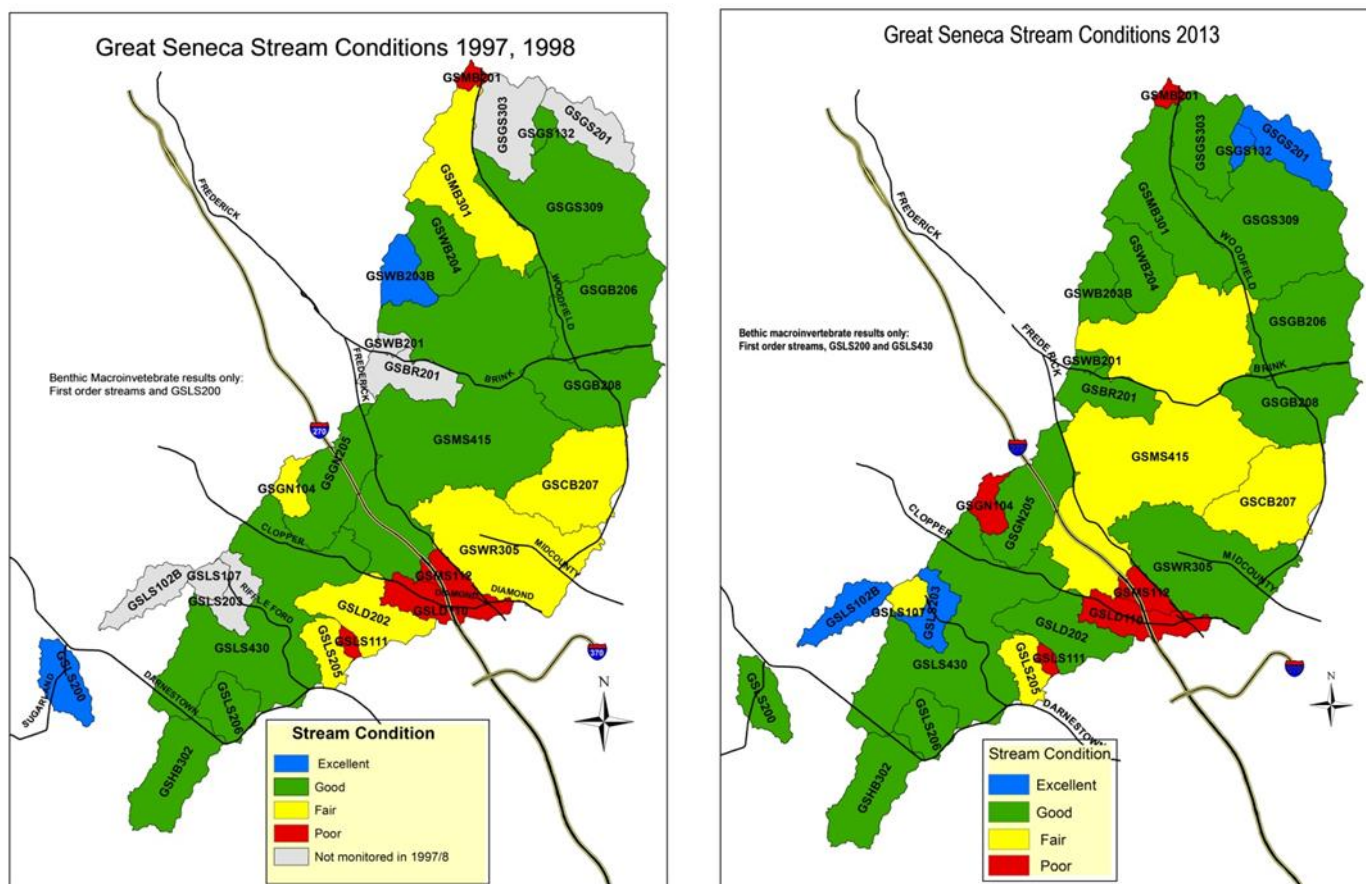 Great Seneca Stream Conditions 1997, 1998
GSMB201
GSGS303
GSGS201
GSGS132
FREDERICK
GSMB301
GSGS309
GSWB204
GSWB203B
WOODFIELD
GSGB206
GSWB201
FREDERICK
GSBR201
BRINK
Benthic Macroinvetebrate results only:
First order streams and GSLS200
GSGB208
270
GSMS415
GSGN205
GSGN104
GSCB207
CLOPPER
GSWR305
MIDCOUNTY
GSLS107
GSLS102B
GSMS112
GSLS203
RIFFLE FORD
DIAMOND
DIAMOND
GSLD110
GSLD202
GSLS111
GSLS430
GSLS205
370
GSLS200
SUGARLAND
DARNESTOWN
GSLS206
N
GSHB302
Stream Condition
Excellent
Good
Fair
Poor
Not monitored in 1997/8
Great Seneca Stream Conditions 2013
GSMB201
GSGS303
GSGS132
GSGS201
FREDERICK
GSMB301
GSGS309
GSWB204
WOODFIELD
GSWB203B
GSGB206
Bethic macroinvertebrate results only:
First order streams, GSLS200 and GSLS430
FREDERICK
GSWB201
BRINK
GSBR201
GSGB208
GSMS415
GSCB207
GSGN104
GSGN205
CLOPPER
GSWR305
MIDCOUNTY
GSLS102B
GSLS107
GSLS203
GSMS112
GSLD110
GSLD202
GSLS111
GSLS430
GSLS205
GSLS200
DARNESTOWN
GSLS206
N
GSHB302
Stream Condition
Excellent
Good
Fair
Poor